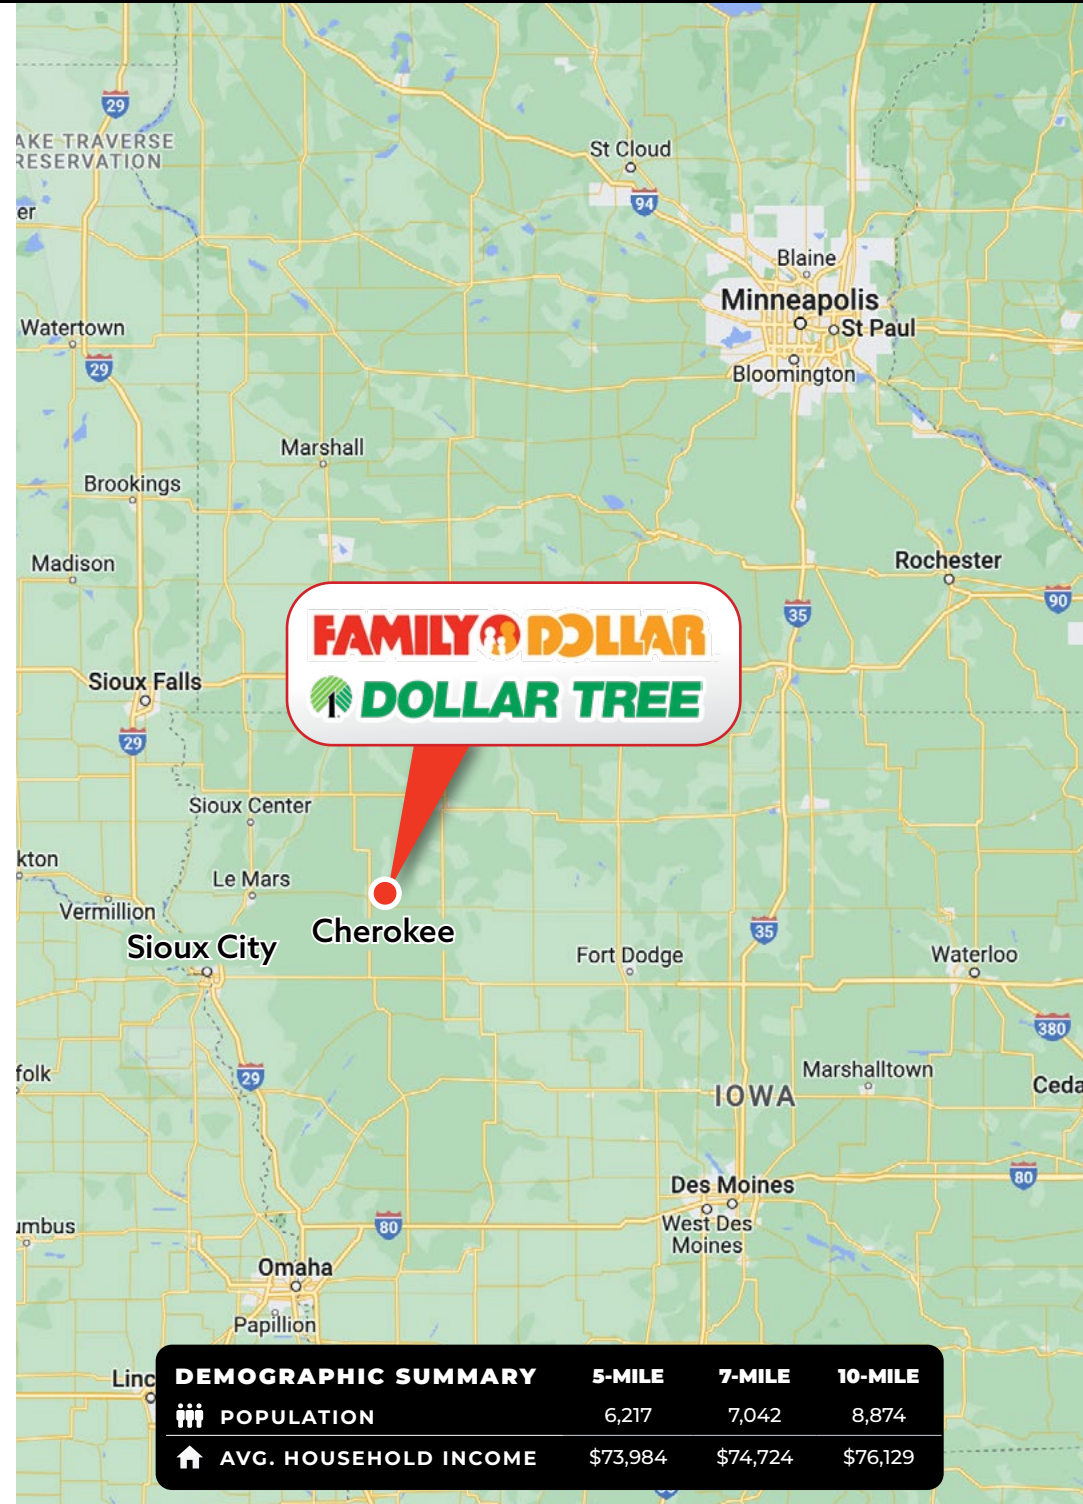 29
AKE TRAVERSE
RESERVATION
St Cloud
94
er
Blaine
Minneapolis
St Paul
Watertown
29
Bloomington
Marshall
Brookings
Madison
Rochester
90
35
FAMILY DOLLAR
DOLLAR TREE
1
Sioux Falls
29
Sioux Center
kton
Le Mars
Vermillion
Cherokee
Sioux City
35
Fort Dodge
Waterloo
380
folk
29
Marshalltown
IOWA
Ceda
80
Des Moines
West Des
Moines
umbus
80
Omaha
Papillion
Linc
DEMOGRAPHIC SUMMARY 5-MILE 7-MILE 10-MILE
POPULATION 6,217 7,042 8,874
AVG. HOUSEHOLD INCOME $73,984 $74,724 $76,129